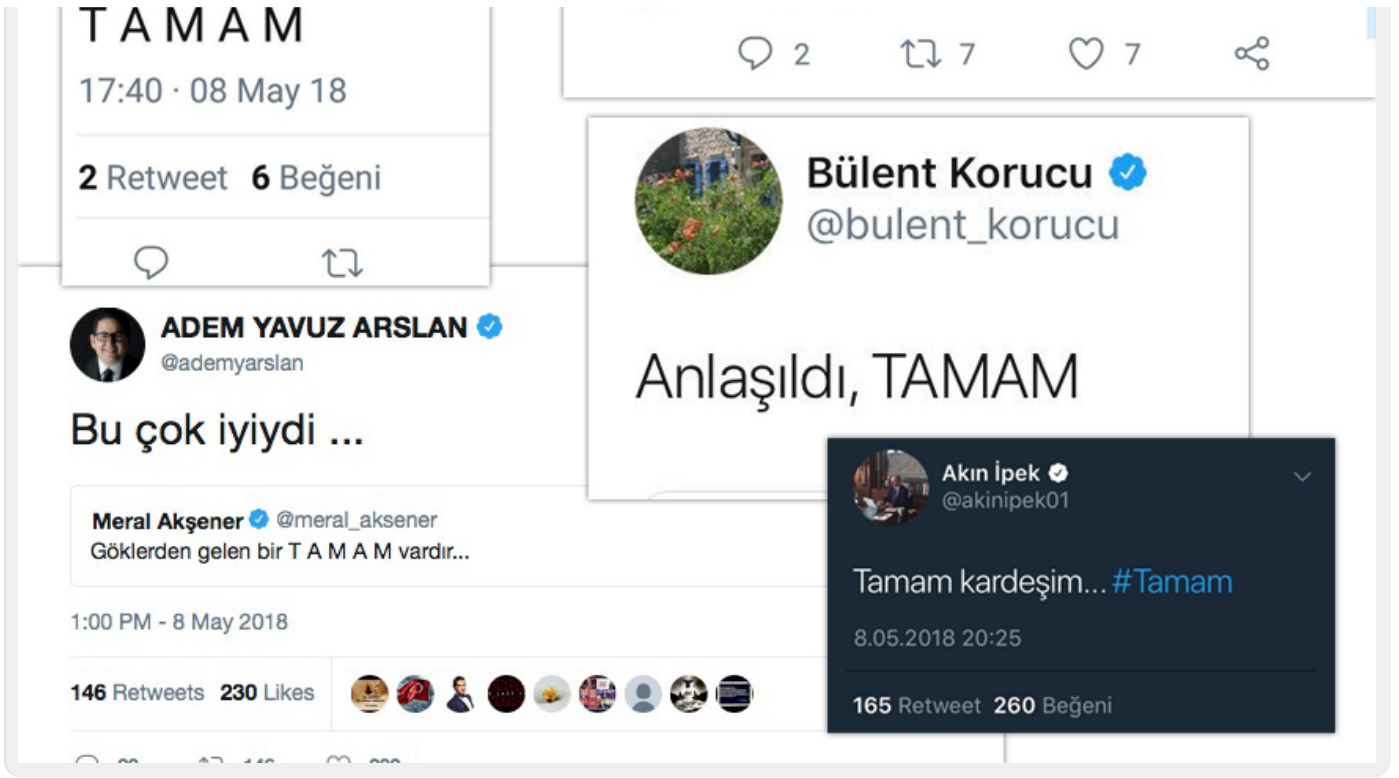 T A M A M
17:40 · 08 May 18
2 Retweet 6 Beğeni
2 7 7
Bülent Korucu
@bulent_korucu
Anlaşıldı, TAMAM
ADEM YAVUZ ARSLAN
@ademyarslan
Bu çok iyiydi ...
Meral Akşener @meral_aksener
Göklerden gelen bir T A M A M vardır...
1:00 PM - 8 May 2018
146 Retweets 230 Likes
Akın İpek
@akinipek01
Tamam kardeşim... #Tamam
8.05.2018 20:25
165 Retweet 260 Beğeni